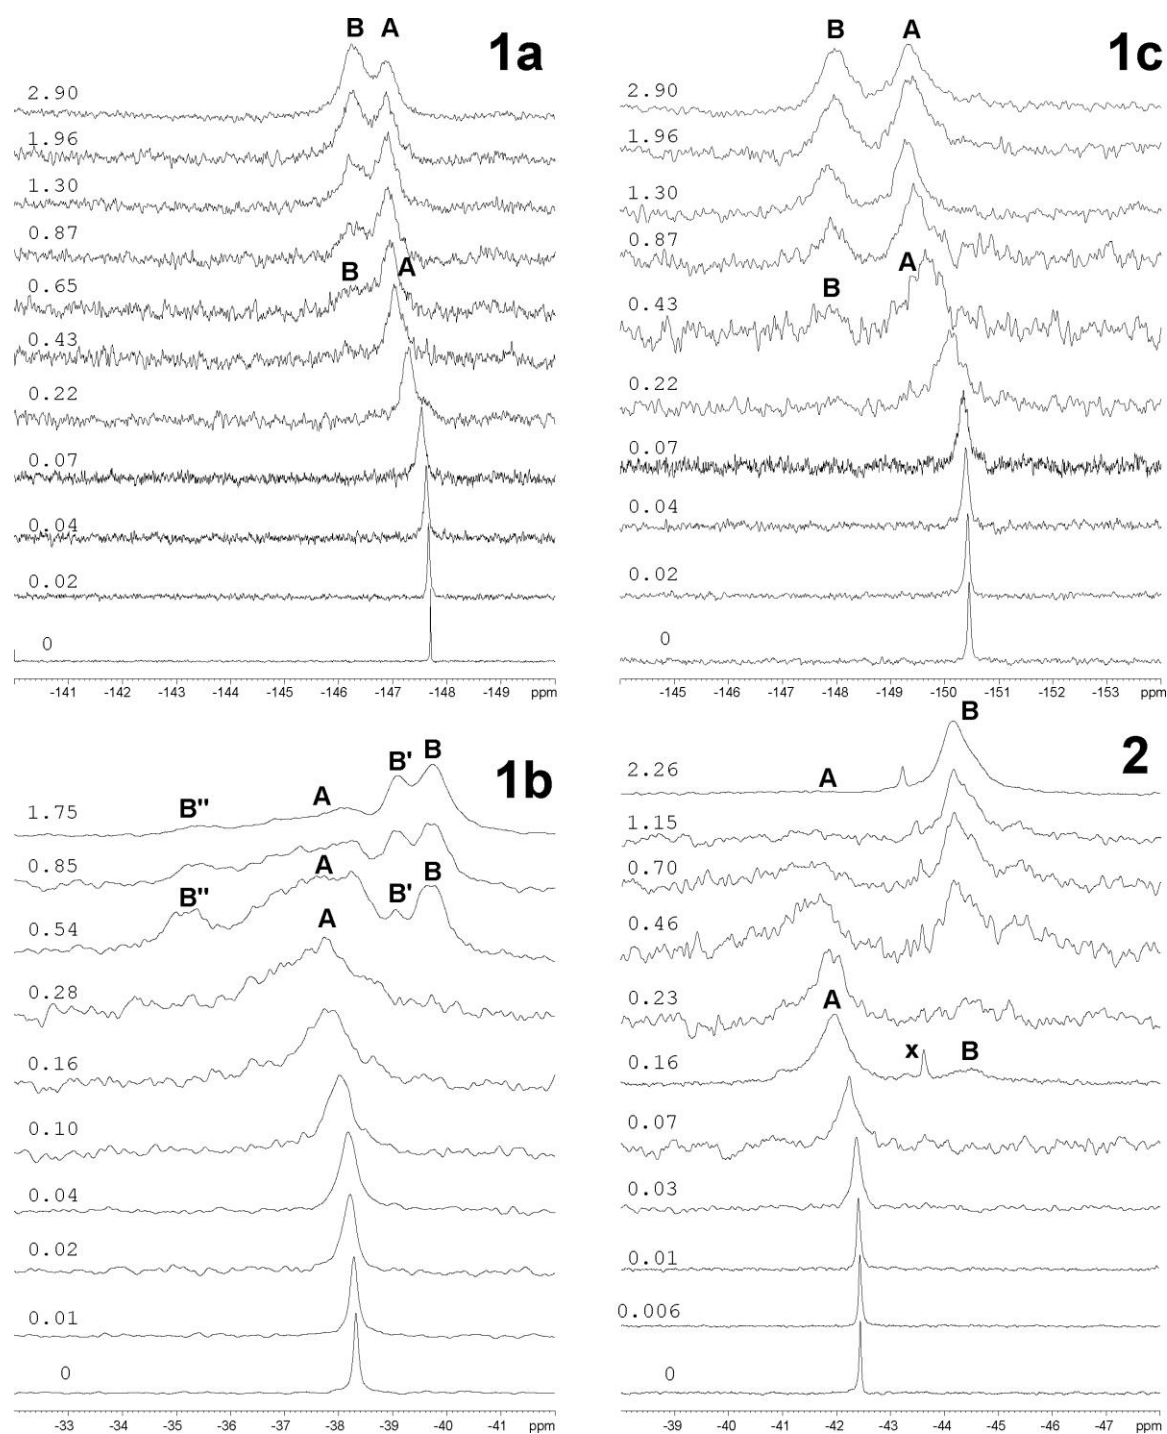 B A
1a
2.90
1.96
1.30
0.87
0.65
B A
0.43
0.22
0.07
0.04
0.02
0
-141 -142 -143 -144 -145 -146 -147 -148 -149 ppm
B A
1c
2.90
1.96
1.30
0.87
A
B
0.43
0.22
0.07
0.04
0.02
0
-145 -146 -147 -148 -149 -150 -151 -152 -153 ppm
1b
B' B
B" A
1.75
0.85
A
B" B' B
0.54
A
0.28
0.16
0.10
0.04
0.02
0.01
0
-33 -34 -35 -36 -37 -38 -39 -40 -41 ppm
B
2
2.26
A
1.15
0.70
0.46
0.23
A
0.16
x B
0.07
0.03
0.01
0.006
0
-39 -40 -41 -42 -43 -44 -45 -46 -47 ppm